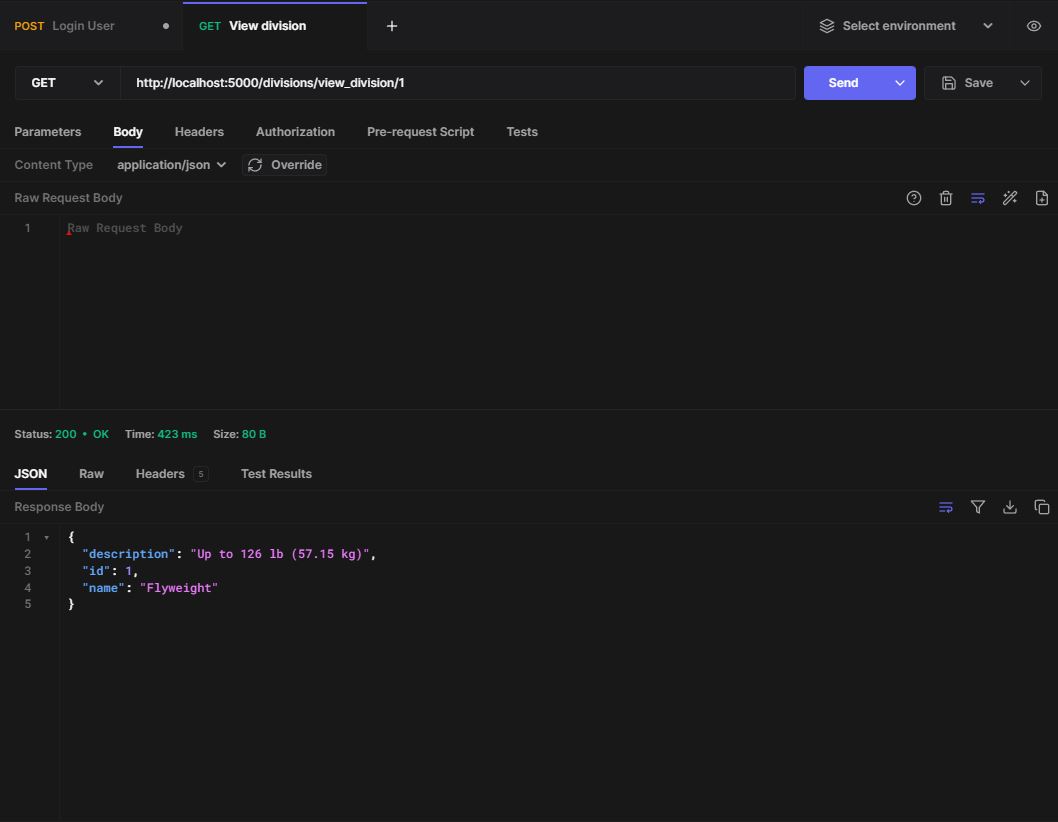 POST Login User GET View division + Select environment
GET http://localhost:5000/divisions/view_division/1 Send Save
Parameters Body Headers Authorization Pre-request Script Tests
Content Type application/json Override
Raw Request Body
1 Raw Request Body
Status: 200 • OK Time: 423 ms Size: 80 B
JSON Raw Headers 5 Test Results
Response Body
1 {
2 "description": "Up to 126 lb (57.15 kg)",
3 "id": 1,
4 "name": "Flyweight"
5 }